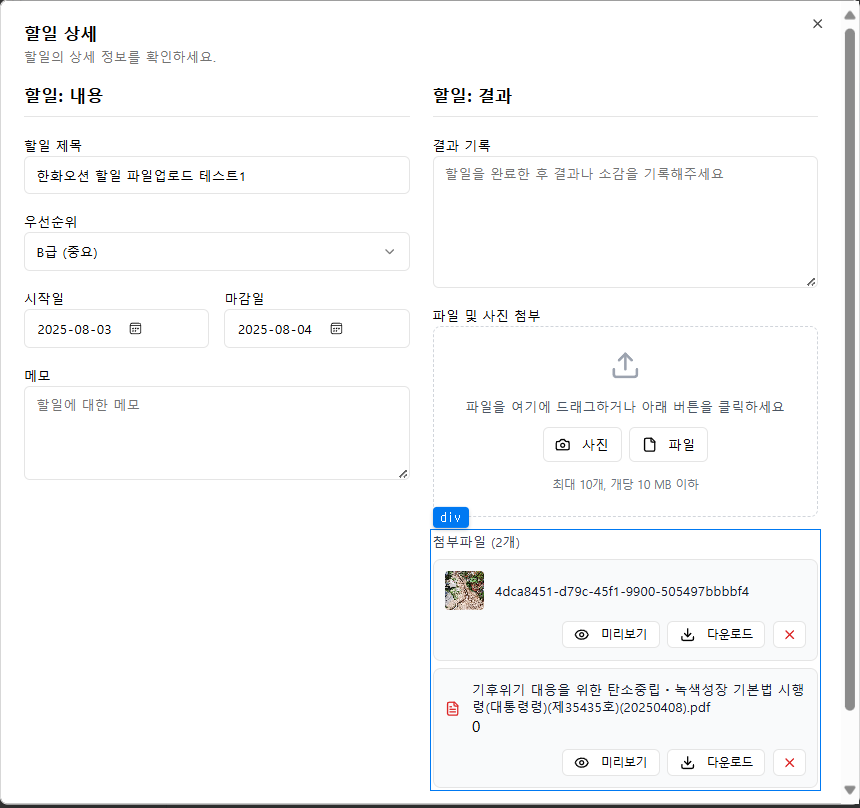 할일 상세
할일의 상세 정보를 확인하세요.
할일: 내용
할일 제목
한화오션 할일 파일업로드 테스트1
우선순위
B급 (중요)
시작일
마감일
2025-08-03
2025-08-04
메모
할일에 대한 메모
할일: 결과
결과 기록
할일을 완료한 후 결과나 소감을 기록해주세요
파일 및 사진 첨부
파일을 여기에 드래그하거나 아래 버튼을 클릭하세요
사진
파일
최대 10개, 개당 10 MB 이하
div
첨부파일 (2개)
4dca8451-d79c-45f1-9900-505497bbbbf4
미리보기
다운로드
기후위기 대응을 위한 탄소중립・녹색성장 기본법 시행
령(대통령령)(제35435호)(20250408).pdf
0
미리보기
다운로드